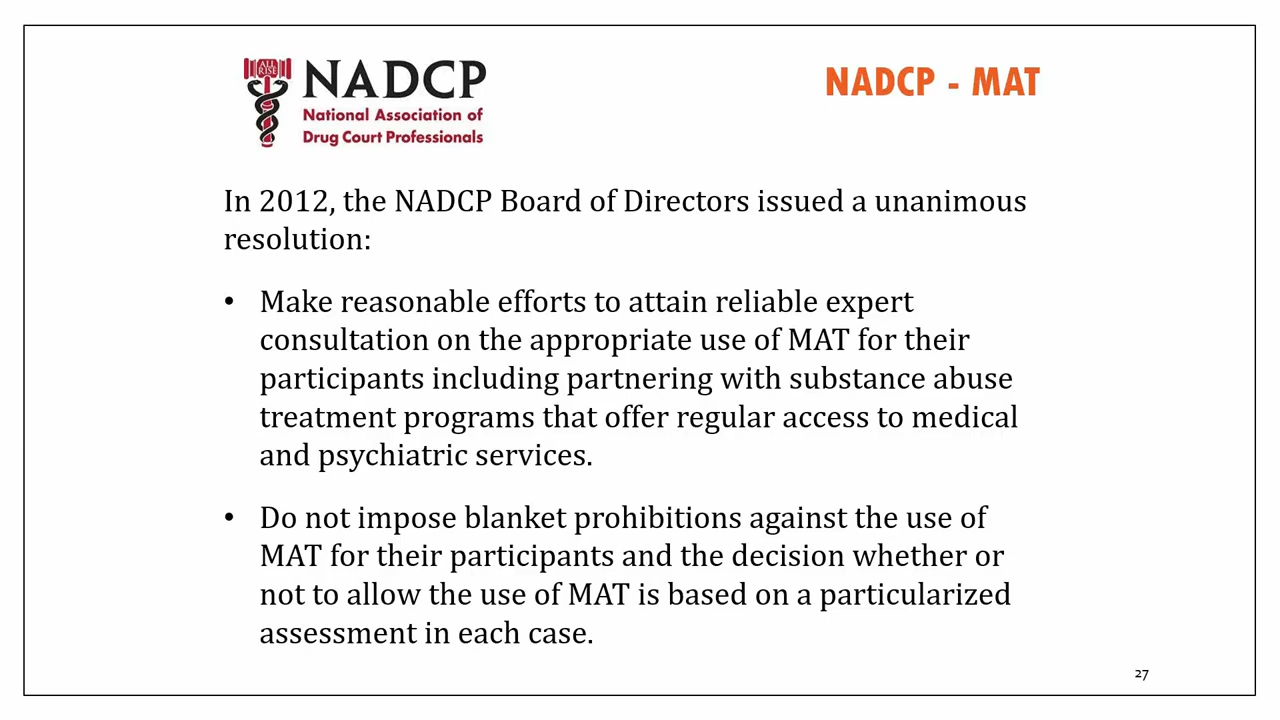 ALL
RISE
NADCP
National Association of
Drug Court Professionals
NADCP - MAT
In 2012, the NADCP Board of Directors issued a unanimous
resolution:
• Make reasonable efforts to attain reliable expert
consultation on the appropriate use of MAT for their
participants including partnering with substance abuse
treatment programs that offer regular access to medical
and psychiatric services.
• Do not impose blanket prohibitions against the use of
MAT for their participants and the decision whether or
not to allow the use of MAT is based on a particularized
assessment in each case.
27